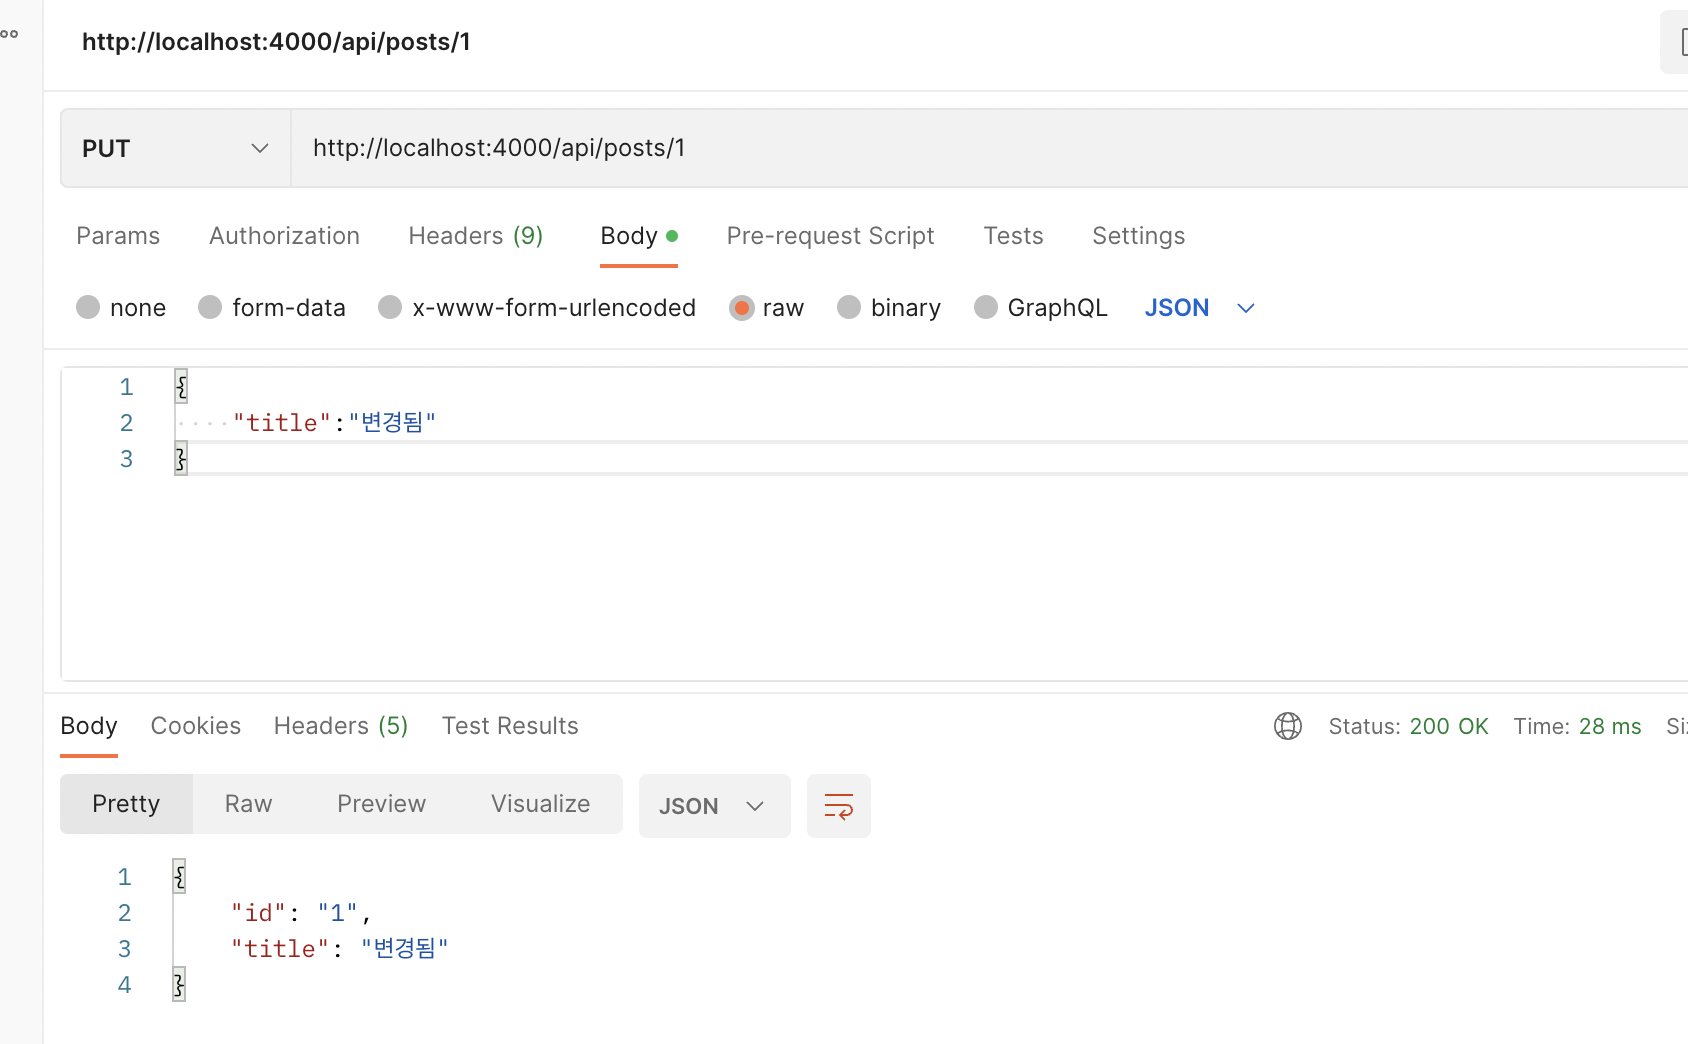 http://localhost:4000/api/posts/1
PUT http://localhost:4000/api/posts/1
Params Authorization Headers (9) Body Pre-request Script Tests Settings
none form-data x-www-form-urlencoded raw binary GraphQL JSON
1 {
2 "title":"변경됨"
3 }
Body Cookies Headers (5) Test Results Status: 200 OK Time: 28 ms
Pretty Raw Preview Visualize JSON
1 {
2 "id": "1",
3 "title": "변경됨"
4 }